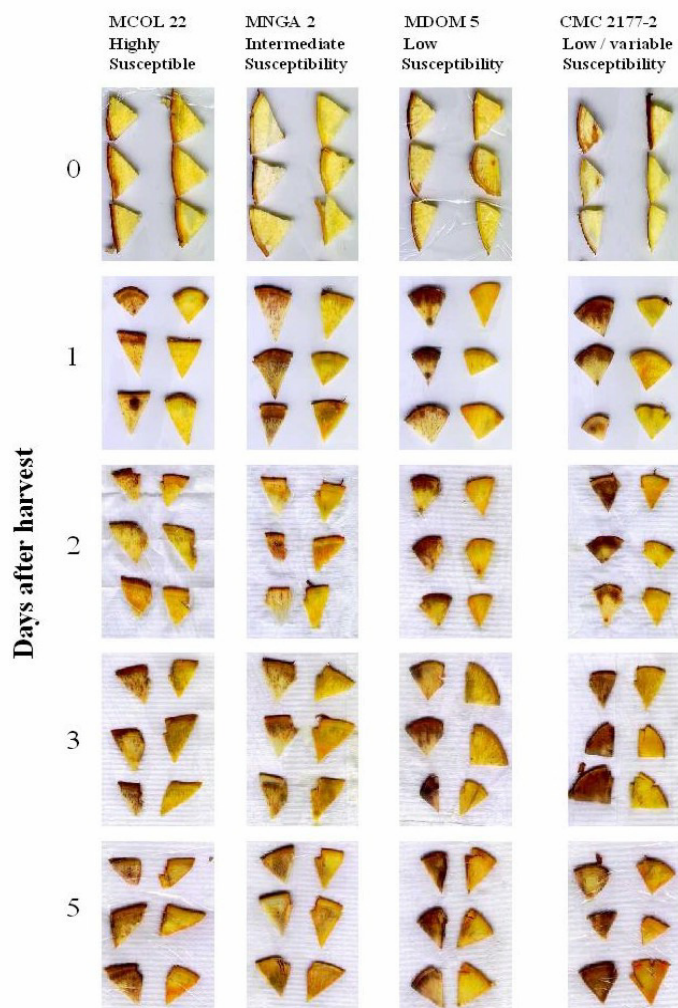 MCOL 22
Highly
Susceptible
MNGA 2
Intermediate
Susceptibility
MDOM 5
Low
Susceptibility
CMC 2177-2
Low / variable
Susceptibility
Days after harvest
0
1
2
3
5